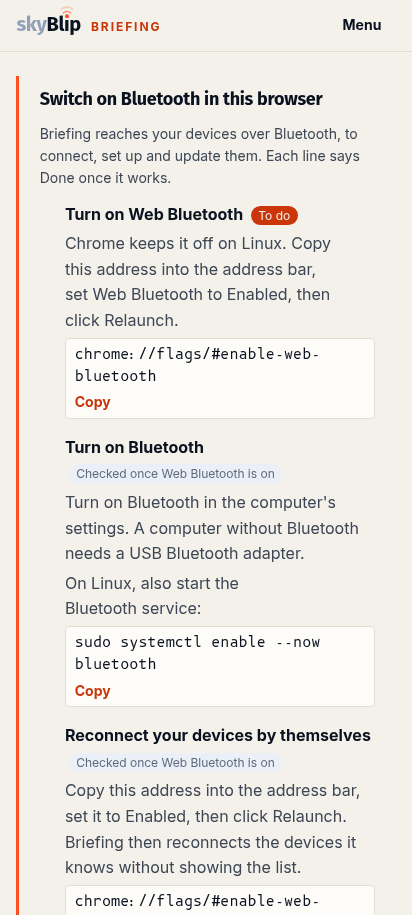 skyBlip BRIEFING
Menu
Switch on Bluetooth in this browser
Briefing reaches your devices over Bluetooth, to
connect, set up and update them. Each line says
Done once it works.
Turn on Web Bluetooth To do
Chrome keeps it off on Linux. Copy
this address into the address bar,
set Web Bluetooth to Enabled, then
click Relaunch.
chrome://flags/#enable-web-
bluetooth
Copy
Turn on Bluetooth
Checked once Web Bluetooth is on
Turn on Bluetooth in the computer's
settings. A computer without Bluetooth
needs a USB Bluetooth adapter.
On Linux, also start the
Bluetooth service:
sudo systemctl enable --now
bluetooth
Copy
Reconnect your devices by themselves
Checked once Web Bluetooth is on
Copy this address into the address bar,
set it to Enabled, then click Relaunch.
Briefing then reconnects the devices it
knows without showing the list.
chrome://flags/#enable-web-